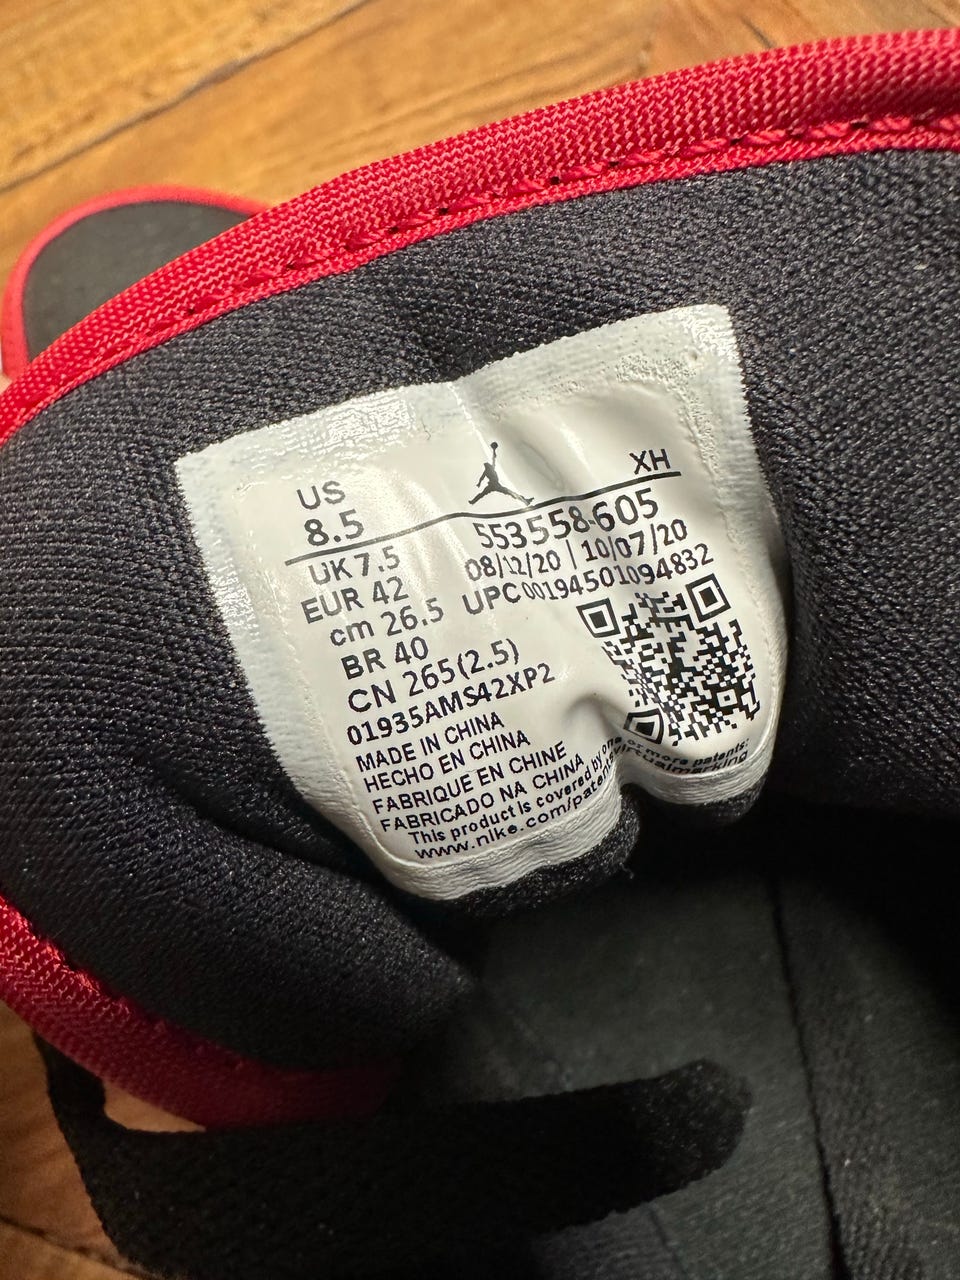 US
8.5
XH
UK 7.5
EUR 42
cm 26.5
BR 40
CN 265(2.5)
553558-605
08/12/20 | 10/07/20
UPC 00194501094832
01935AMS42XP2
MADE IN CHINA
HECHO EN CHINA
FABRIQUE EN CHINE
FABRICADO NA CHINA
This product is covered by one or more patents:
www.nike.com/patents virtualmarking